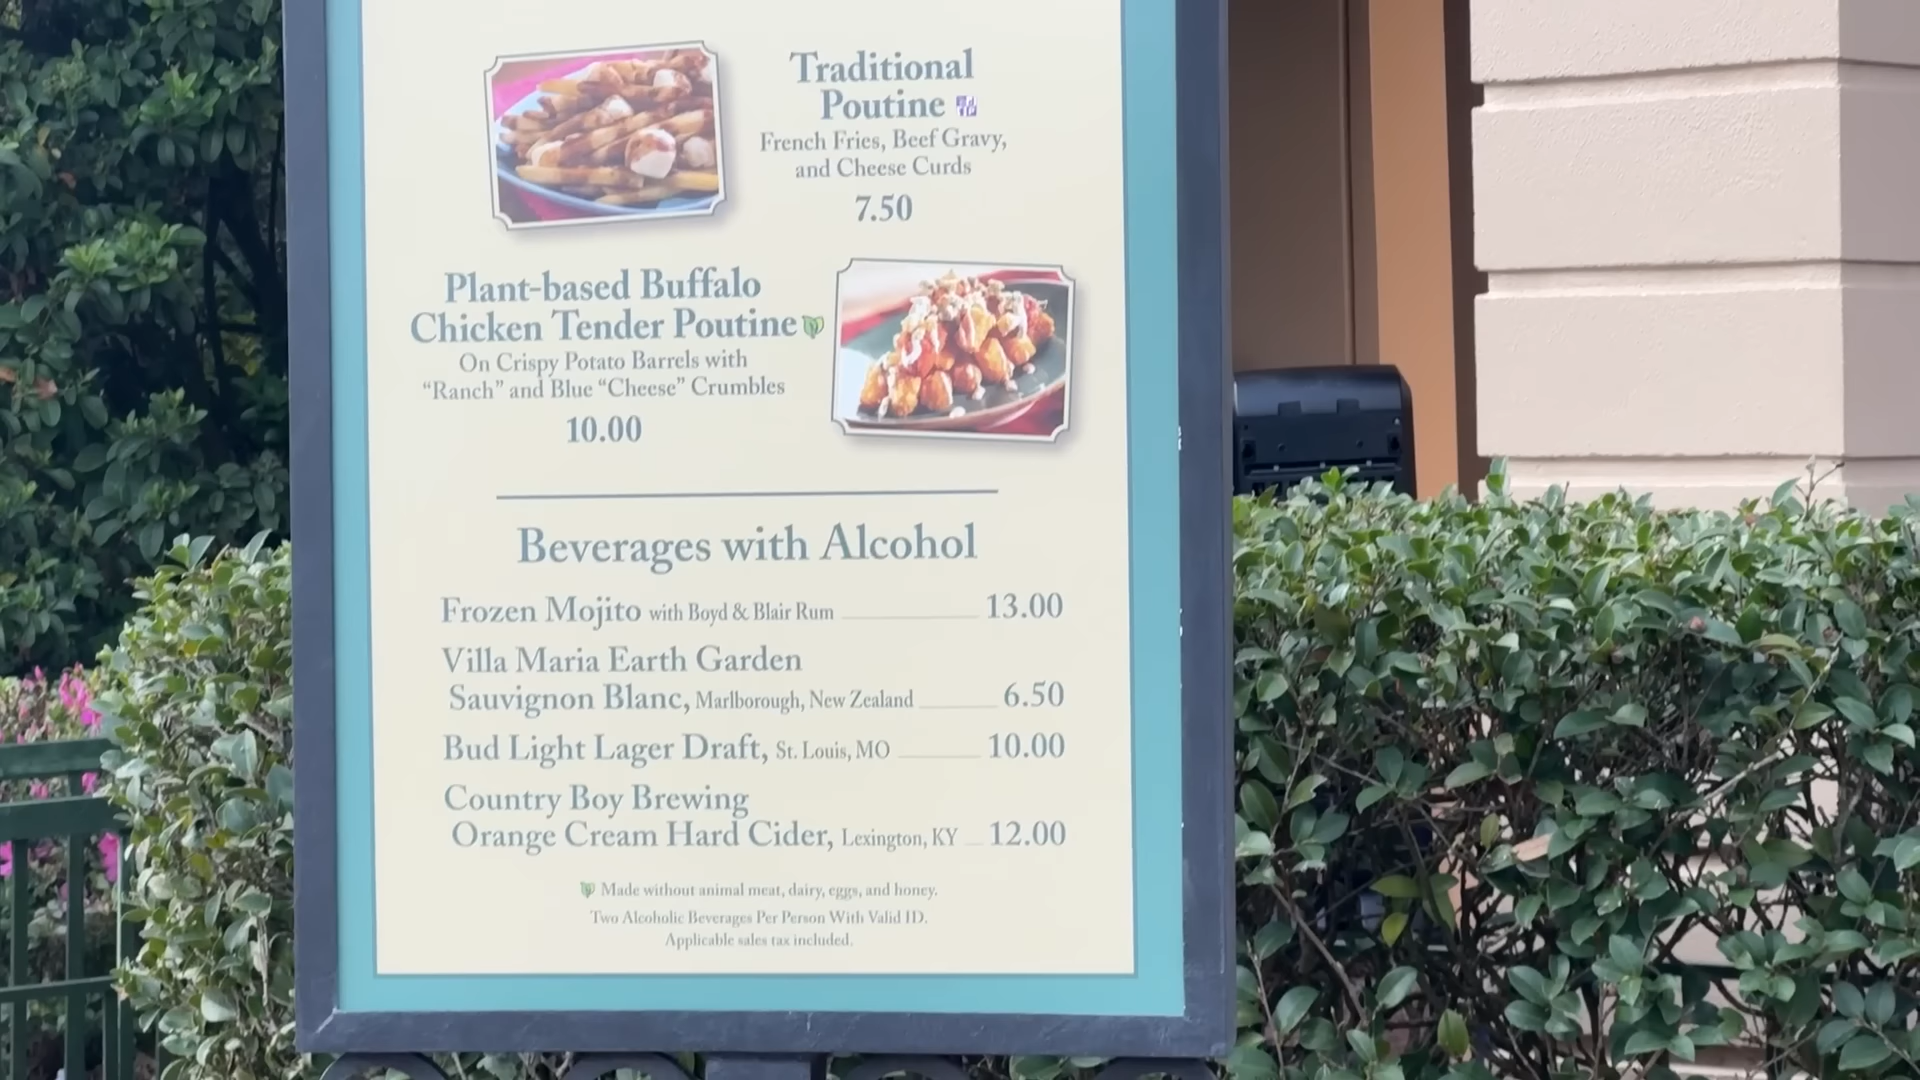 Traditional
Poutine
French Fries, Beef Gravy,
and Cheese Curds
7.50
Plant-based Buffalo
Chicken Tender Poutine
On Crispy Potato Barrels with
“Ranch” and Blue “Cheese” Crumbles
10.00
Beverages with Alcohol
Frozen Mojito with Boyd & Blair Rum 13.00
Villa Maria Earth Garden
Sauvignon Blanc, Marlborough, New Zealand 6.50
Bud Light Lager Draft, St. Louis, MO 10.00
Country Boy Brewing
Orange Cream Hard Cider, Lexington, KY 12.00
Made without animal meat, dairy, eggs, and honey.
Two Alcoholic Beverages Per Person With Valid ID.
Applicable sales tax included.